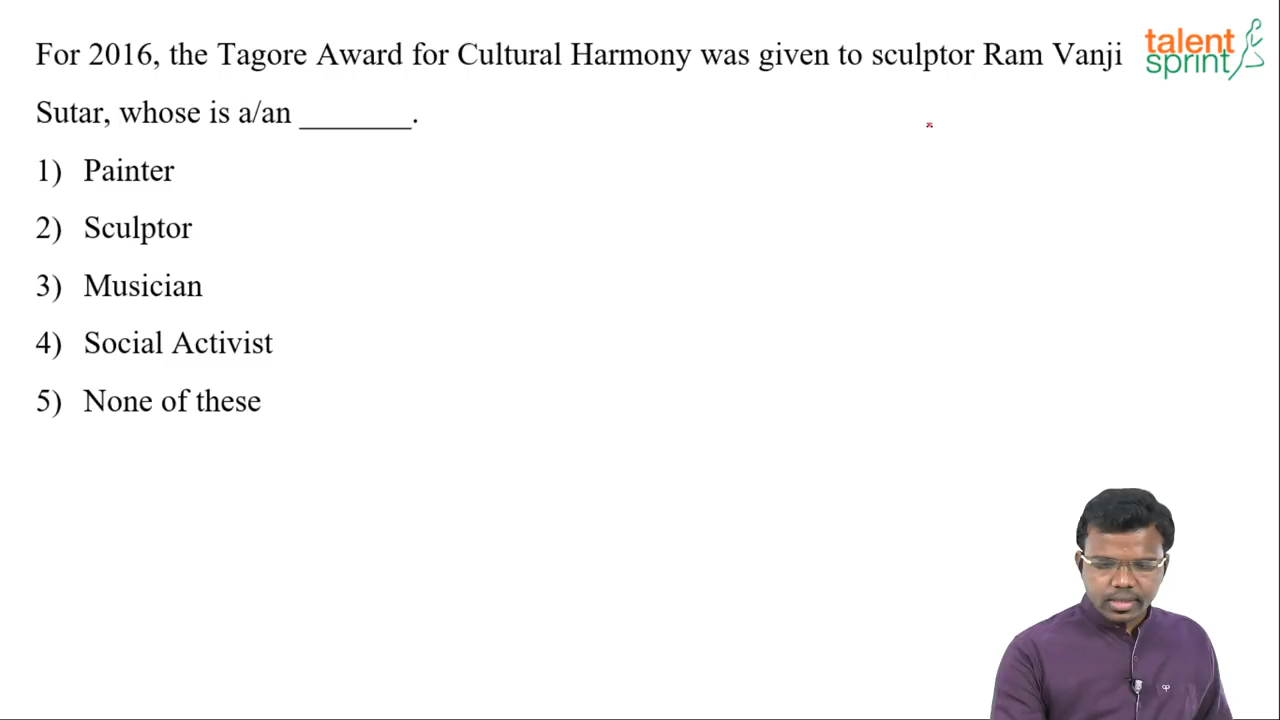 For 2016, the Tagore Award for Cultural Harmony was given to sculptor Ram Vanji
Sutar, whose is a/an _______.
1) Painter
2) Sculptor
3) Musician
4) Social Activist
5) None of these
talent
sprint